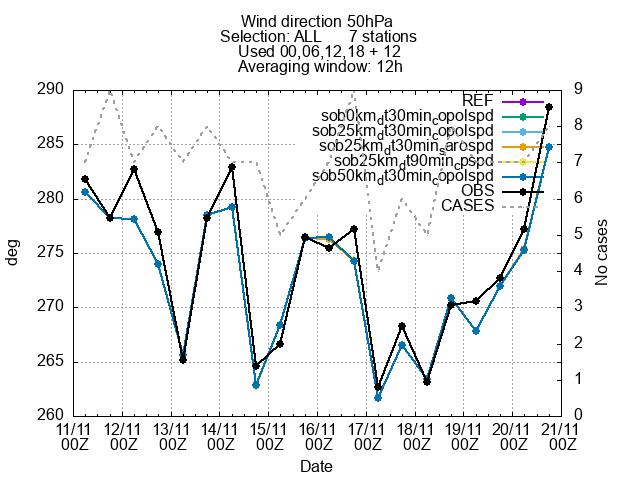 Wind direction 50hPa
Selection: ALL 7 stations
Used 00,06,12,18 + 12
Averaging window: 12h
REF
sob0km_dt30min_copolspd
sob25km_dt30min_copolspd
sob25km_dt30min_sarospd
sob25km_dt90min_cpspd
sob50km_dt30min_copolspd
OBS
CASES
290
285
280
275
270
265
260
deg
9
8
7
6
5
4
3
2
1
0
No cases
11/11 12/11 13/11 14/11 15/11 16/11 17/11 18/11 19/11 20/11 21/11
00Z 00Z 00Z 00Z 00Z 00Z 00Z 00Z 00Z 00Z 00Z
Date